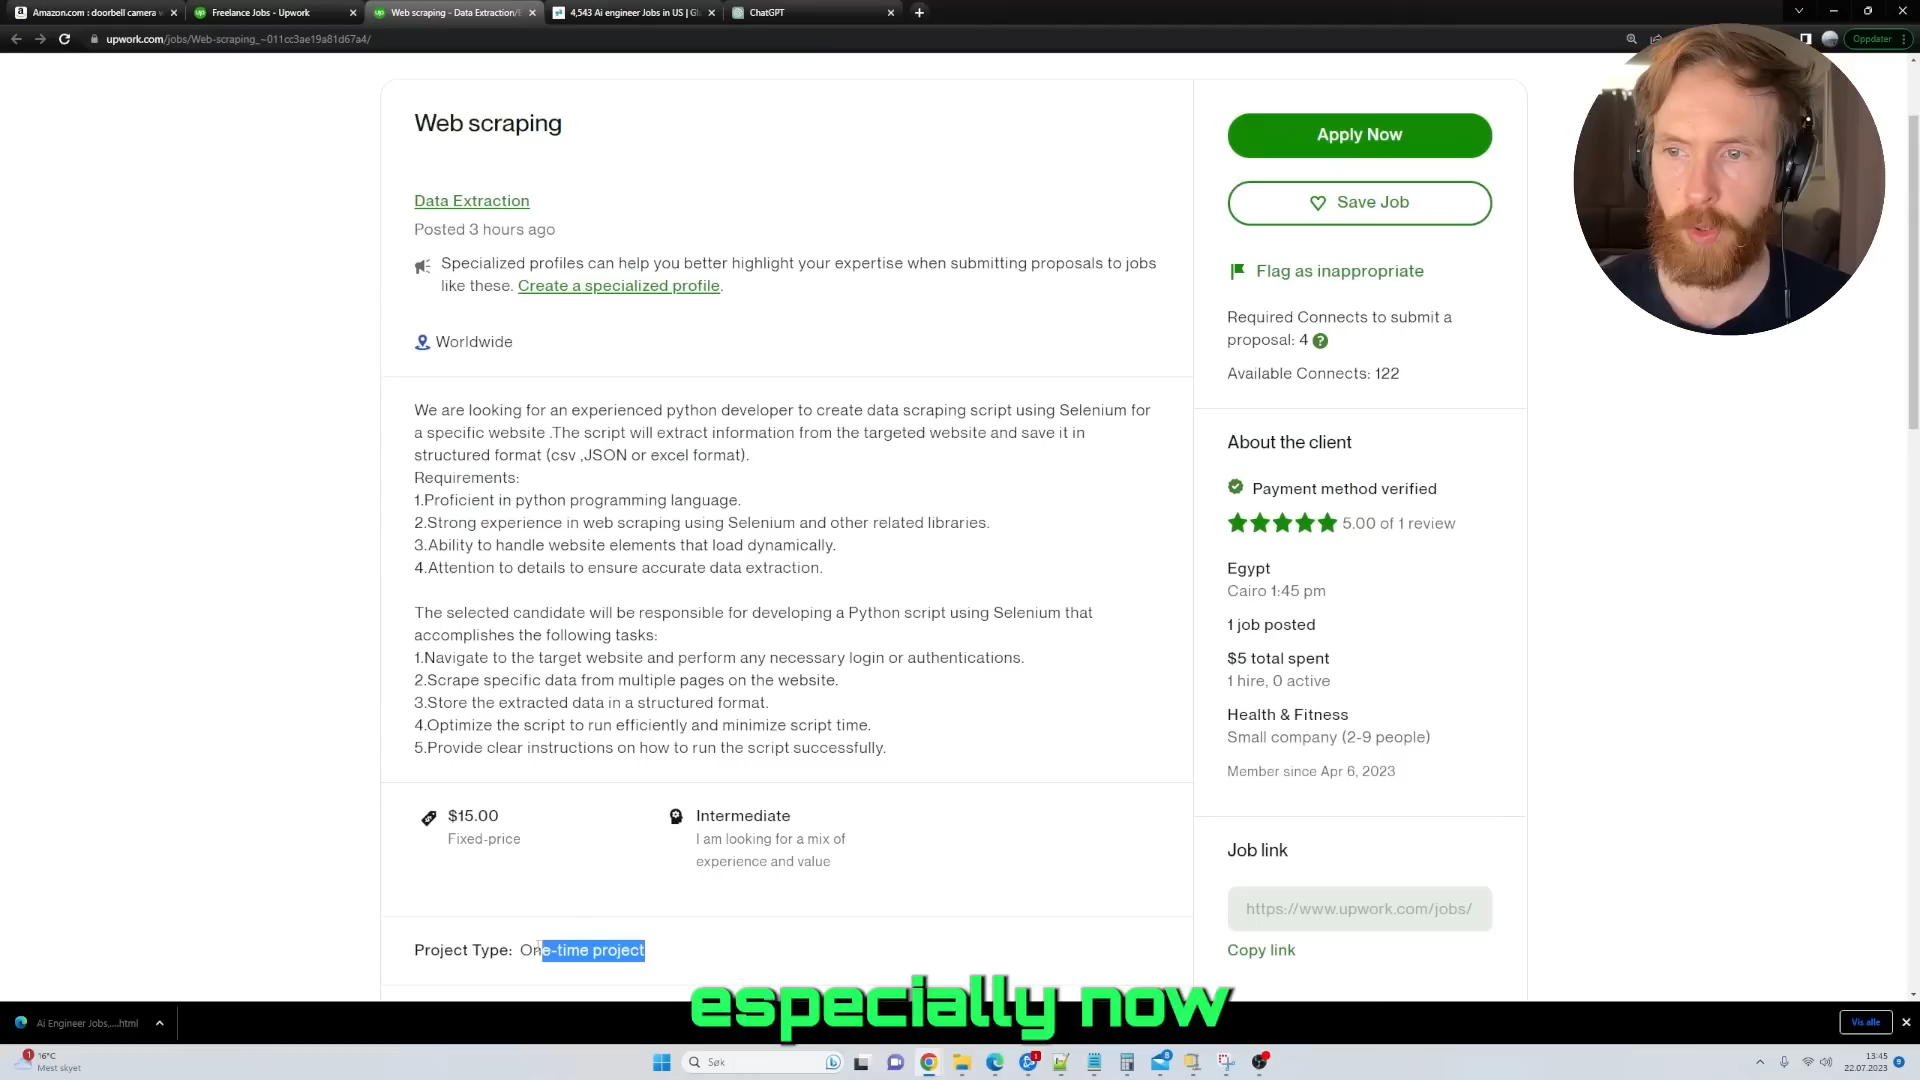 Amazon.com : doorbell camera
Freelance Jobs - Upwork
Web scraping - Data Extraction/E
4,543 Ai engineer Jobs in US | Gl
ChatGPT
upwork.com/jobs/Web-scraping_~011cc3ae19a81d67a4/
Oppdater
Web scraping
Data Extraction
Posted 3 hours ago
Specialized profiles can help you better highlight your expertise when submitting proposals to jobs
like these. Create a specialized profile.
Worldwide
We are looking for an experienced python developer to create data scraping script using Selenium for
a specific website .The script will extract information from the targeted website and save it in
structured format (csv ,JSON or excel format).
Requirements:
1.Proficient in python programming language.
2.Strong experience in web scraping using Selenium and other related libraries.
3.Ability to handle website elements that load dynamically.
4.Attention to details to ensure accurate data extraction.
The selected candidate will be responsible for developing a Python script using Selenium that
accomplishes the following tasks:
1.Navigate to the target website and perform any necessary login or authentications.
2.Scrape specific data from multiple pages on the website.
3.Store the extracted data in a structured format.
4.Optimize the script to run efficiently and minimize script time.
5.Provide clear instructions on how to run the script successfully.
$15.00
Fixed-price
Intermediate
I am looking for a mix of
experience and value
Project Type: One-time project
Apply Now
Save Job
Flag as inappropriate
Required Connects to submit a
proposal: 4
Available Connects: 122
About the client
Payment method verified
5.00 of 1 review
Egypt
Cairo 1:45 pm
1 job posted
$5 total spent
1 hire, 0 active
Health & Fitness
Small company (2-9 people)
Member since Apr 6, 2023
Job link
https://www.upwork.com/jobs/
Copy link
especially now
Ai Engineer Jobs,....html
Vis alle
1
16°C
Mest skyet
Søk
1
8
13:45
22.07.2023
9